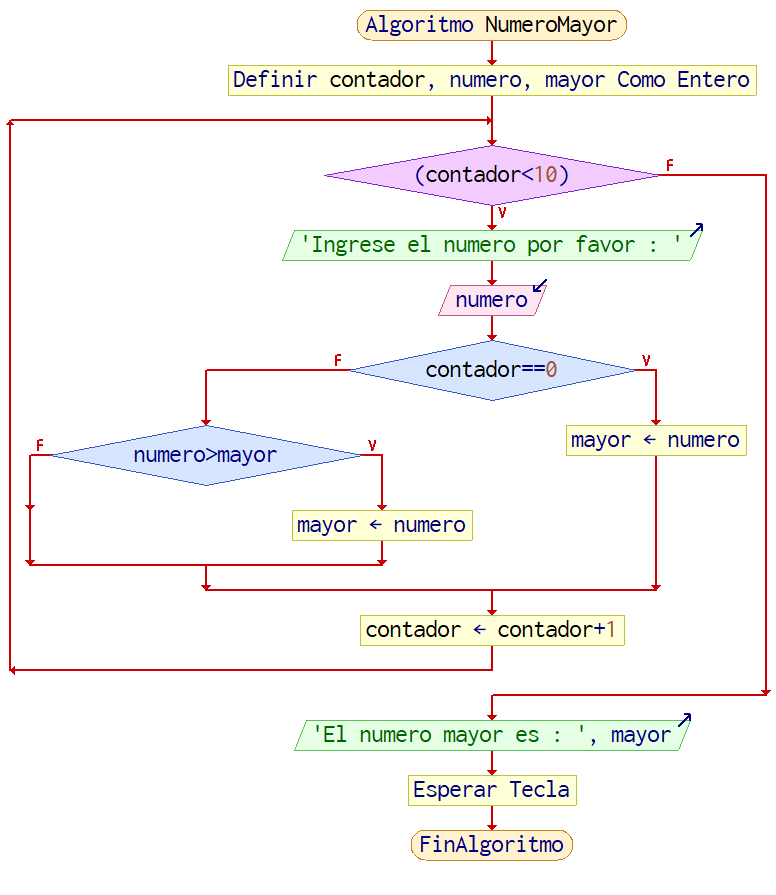 Algoritmo NumeroMayor
Definir contador, numero, mayor Como Entero
(contador<10)
F
V
'Ingrese el numero por favor : '
numero
contador==0
F
V
mayor ← numero
numero>mayor
F
V
mayor ← numero
contador ← contador+1
'El numero mayor es : ', mayor
Esperar Tecla
FinAlgoritmo